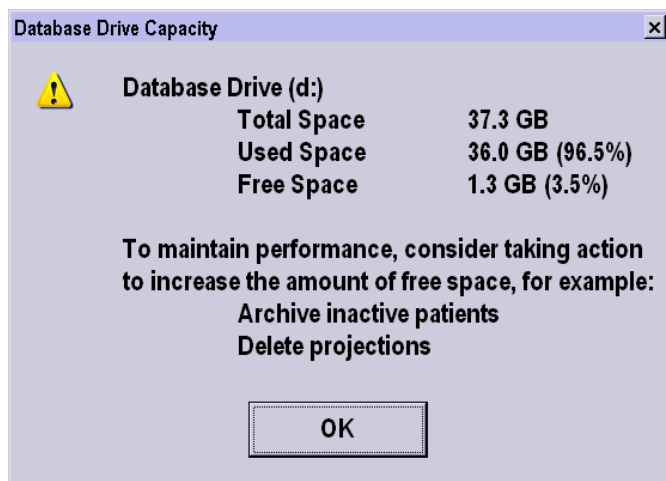 Database Drive Capacity
Database Drive (d:)
Total Space 37.3 GB
Used Space 36.0 GB (96.5%)
Free Space 1.3 GB (3.5%)
To maintain performance, consider taking action
to increase the amount of free space, for example:
Archive inactive patients
Delete projections
OK